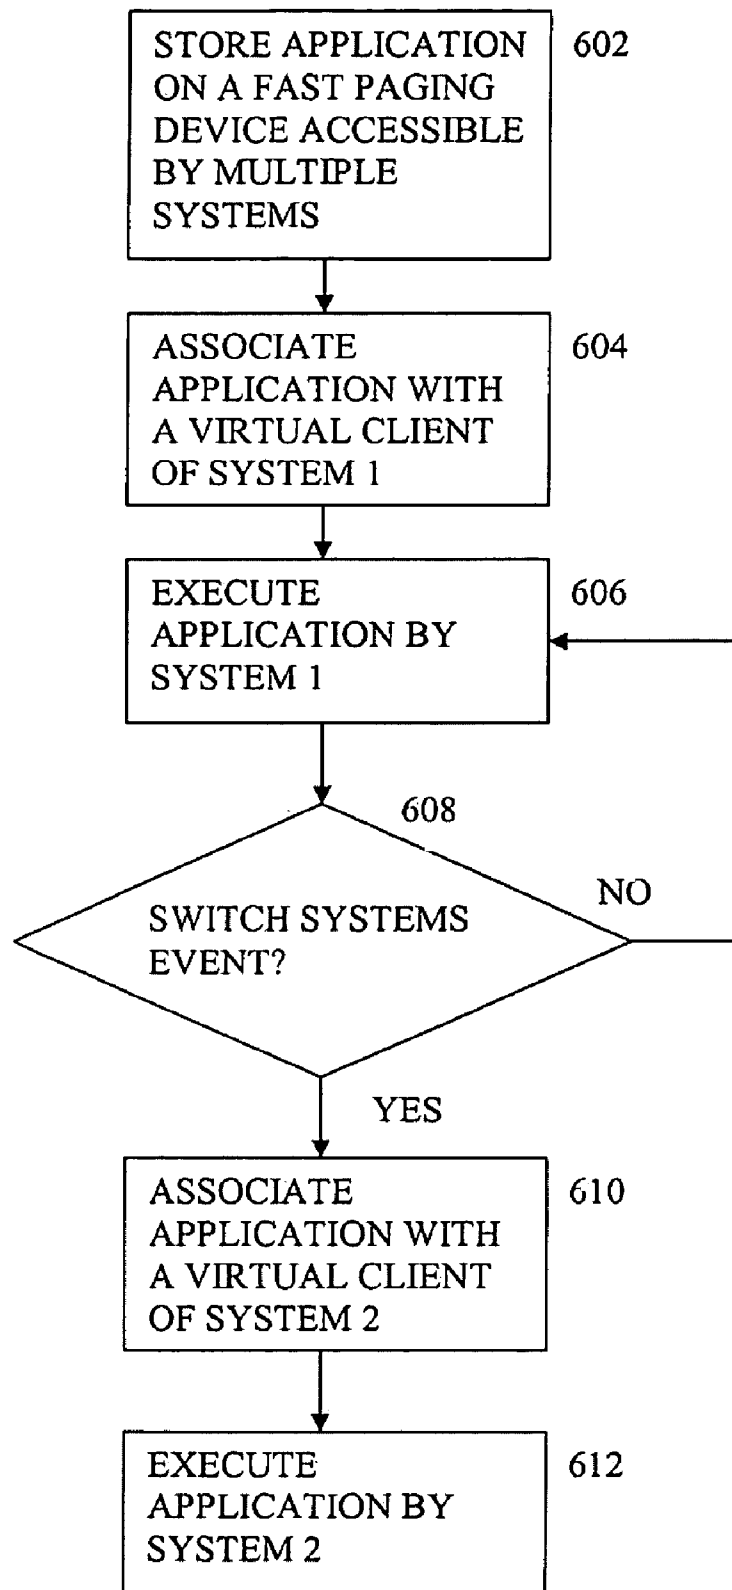 STORE APPLICATION
ON A FAST PAGING
DEVICE ACCESSIBLE
BY MULTIPLE
SYSTEMS
602
ASSOCIATE
APPLICATION WITH
A VIRTUAL CLIENT
OF SYSTEM 1
604
EXECUTE
APPLICATION BY
SYSTEM 1
606
608
SWITCH SYSTEMS
EVENT?
NO
YES
ASSOCIATE
APPLICATION WITH
A VIRTUAL CLIENT
OF SYSTEM 2
610
EXECUTE
APPLICATION BY
SYSTEM 2
612